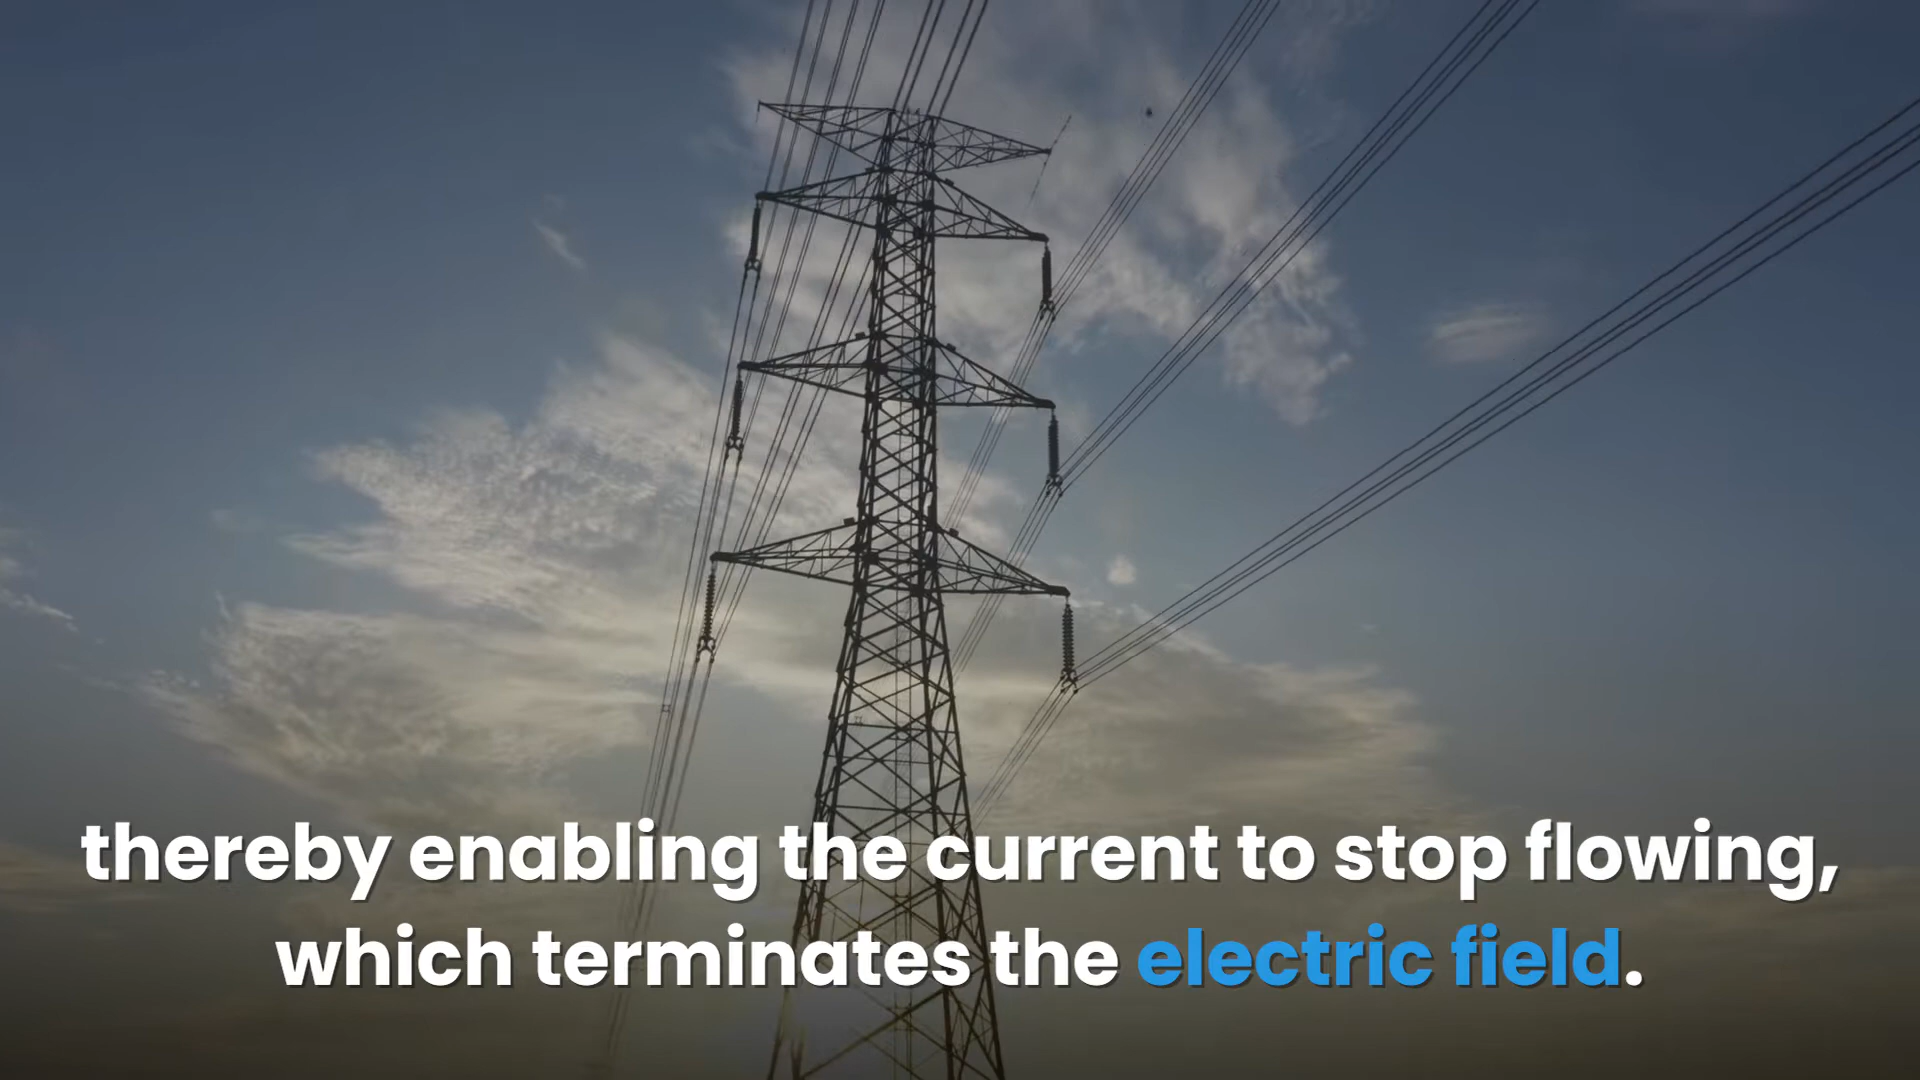 thereby enabling the current to stop flowing,
which terminates the electric field.